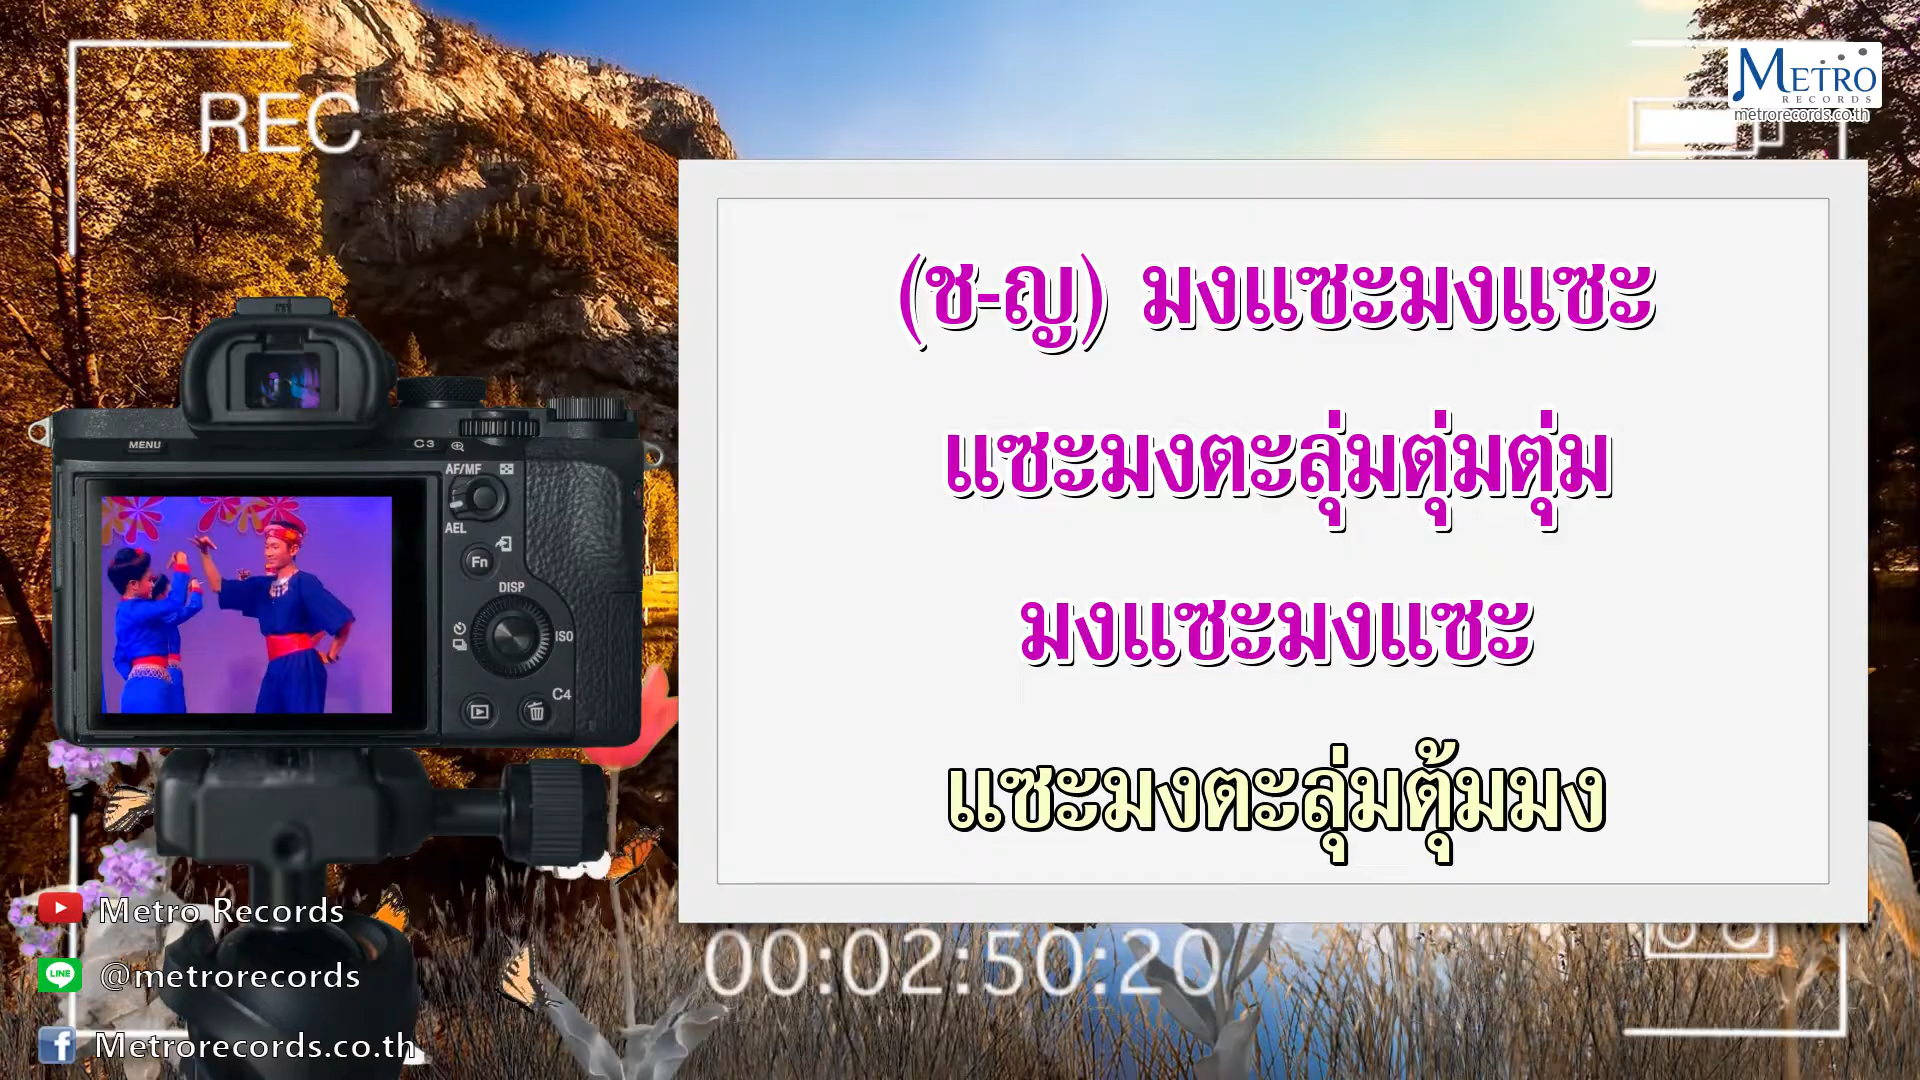 REC
METRO
RECORDS
metrorecords.co.th
(ช-ญ) มงแซะมงแซะ
แซะมงตะลุ่มตุ่มตุ่ม
มงแซะมงแซะ
แซะมงตะลุ่มตุ้มมง
MENU
C3
AF/MF
AEL
Fn
DISP
ISO
C4
Metro Records
LINE
@metrorecords
f
Metrorecords.co.th
00:02:50:20